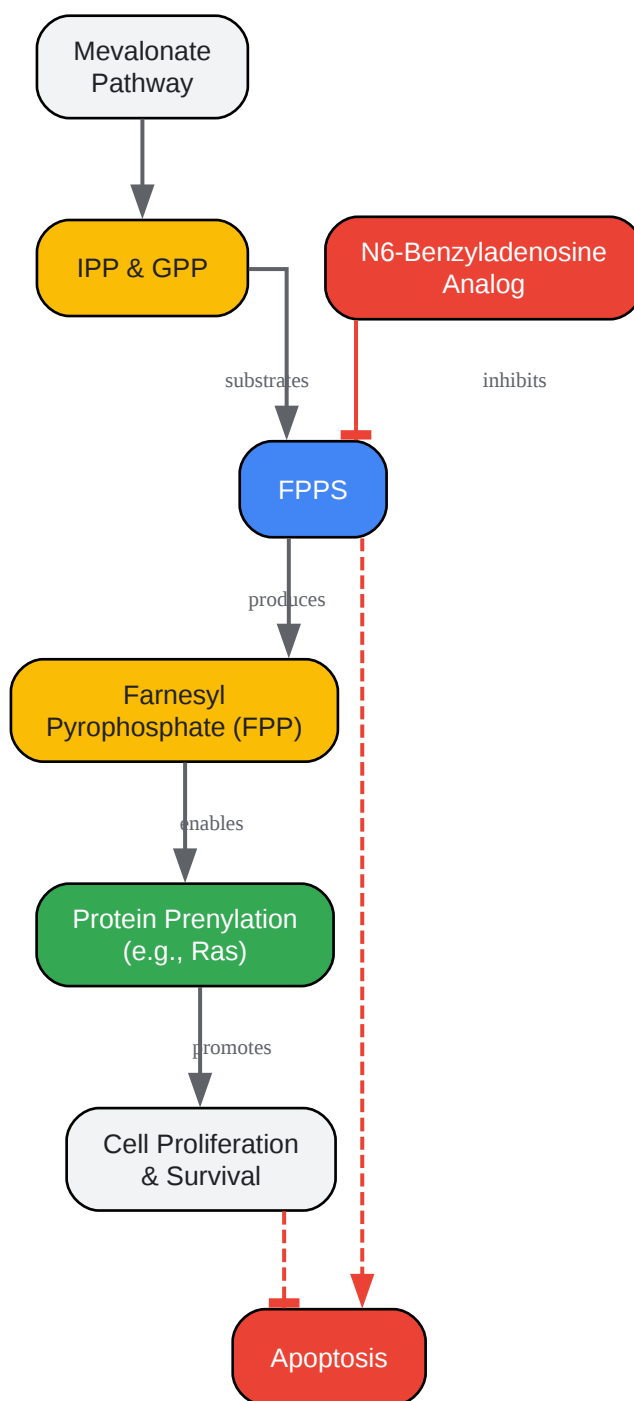 Mevalonate
Pathway
IPP & GPP
N6-Benzyladenosine
Analog
substrates
inhibits
FPPS
produces
Farnesyl
Pyrophosphate (FPP)
enables
Protein Prenylation
(e.g., Ras)
promotes
Cell Proliferation
& Survival
Apoptosis